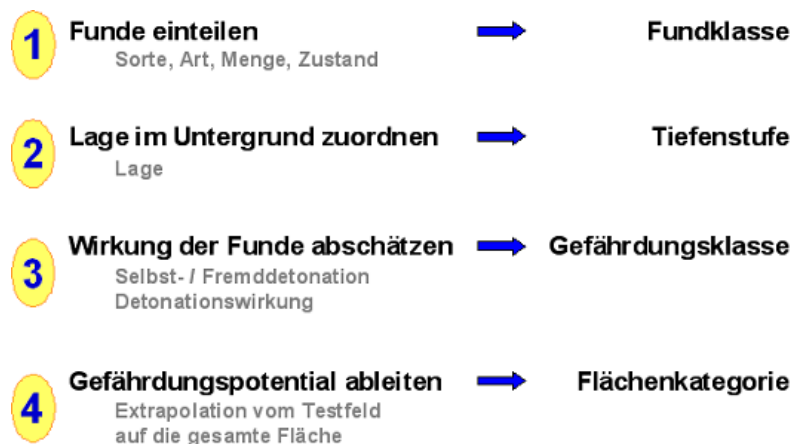 1 Funde einteilen Fundklasse
Sorte, Art, Menge, Zustand
2 Lage im Untergrund zuordnen Tiefenstufe
Lage
3 Wirkung der Funde abschätzen Gefährdungsklasse
Selbst- / Fremddetonation
Detonationswirkung
4 Gefährdungspotential ableiten Flächenkategorie
Extrapolation vom Testfeld
auf die gesamte Fläche